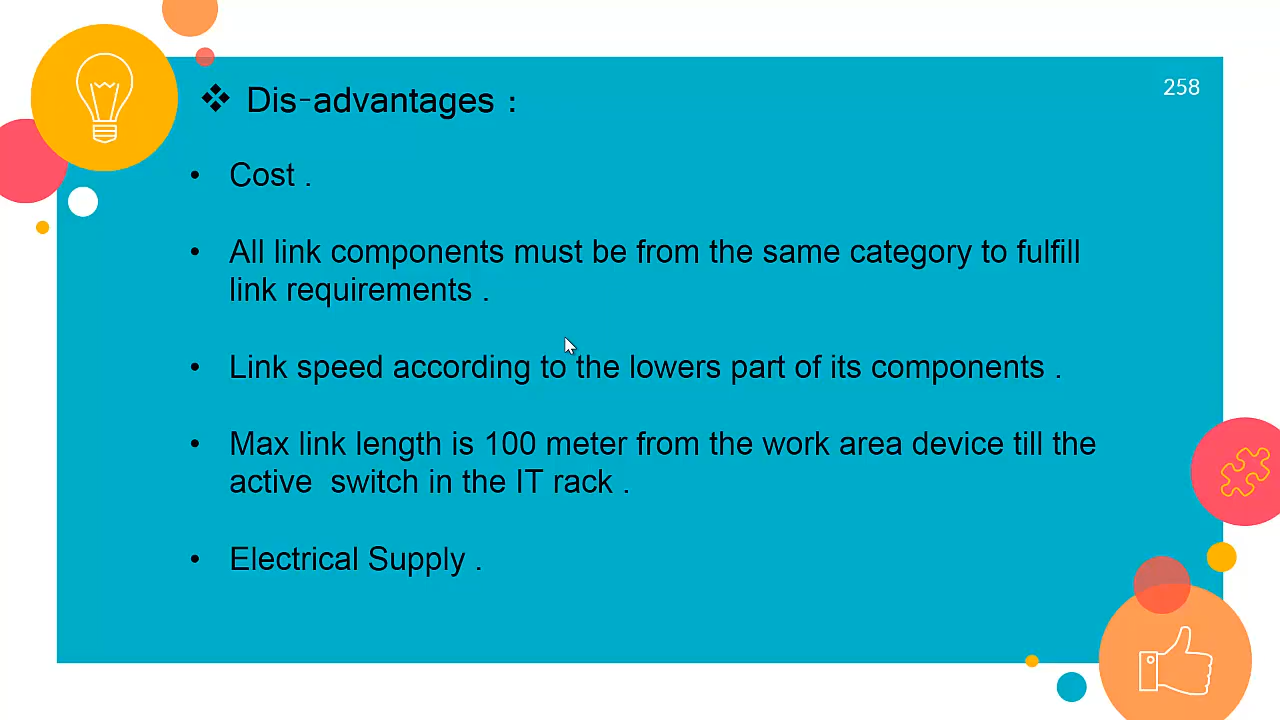 258
❖ Dis-advantages :
• Cost .
• All link components must be from the same category to fulfill
link requirements .
• Link speed according to the lowers part of its components .
• Max link length is 100 meter from the work area device till the
active  switch in the IT rack .
• Electrical Supply .